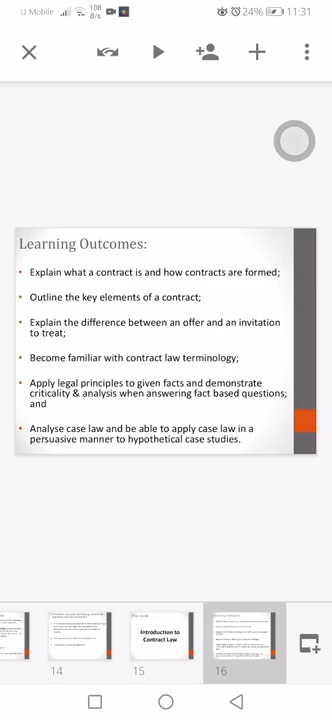 U Mobile 108 B/s 24% 11:31
Learning Outcomes:
• Explain what a contract is and how contracts are formed;
• Outline the key elements of a contract;
• Explain the difference between an offer and an invitation
to treat;
• Become familiar with contract law terminology;
• Apply legal principles to given facts and demonstrate
criticality & analysis when answering fact based questions;
and
• Analyse case law and be able to apply case law in a
persuasive manner to hypothetical case studies.
14
15
Introduction to
Contract Law
16